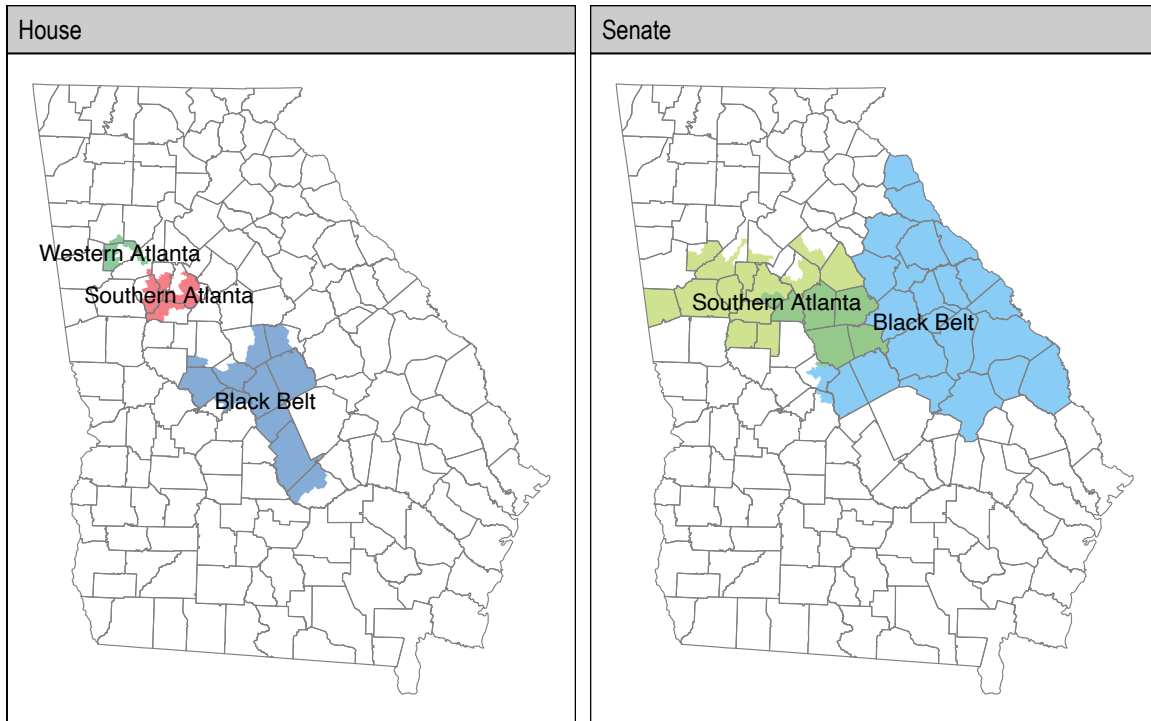 House
Western Atlanta
Southern Atlanta
Black Belt
Senate
Southern Atlanta
Black Belt